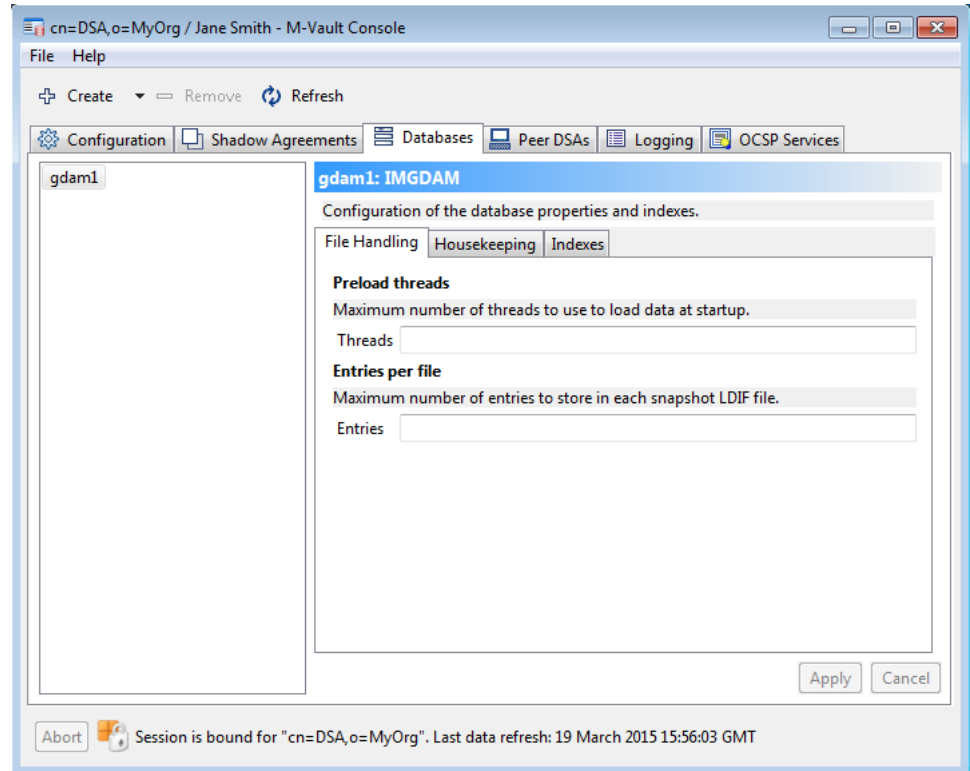 cn=DSA,o=MyOrg / Jane Smith - M-Vault Console
File Help
Create Remove Refresh
Configuration Shadow Agreements Databases Peer DSAs Logging OCSP Services
gdam1
gdam1: IMGDAM
Configuration of the database properties and indexes.
File Handling Housekeeping Indexes
Preload threads
Maximum number of threads to use to load data at startup.
Threads
Entries per file
Maximum number of entries to store in each snapshot LDIF file.
Entries
Apply Cancel
Abort Session is bound for "cn=DSA,o=MyOrg". Last data refresh: 19 March 2015 15:56:03 GMT